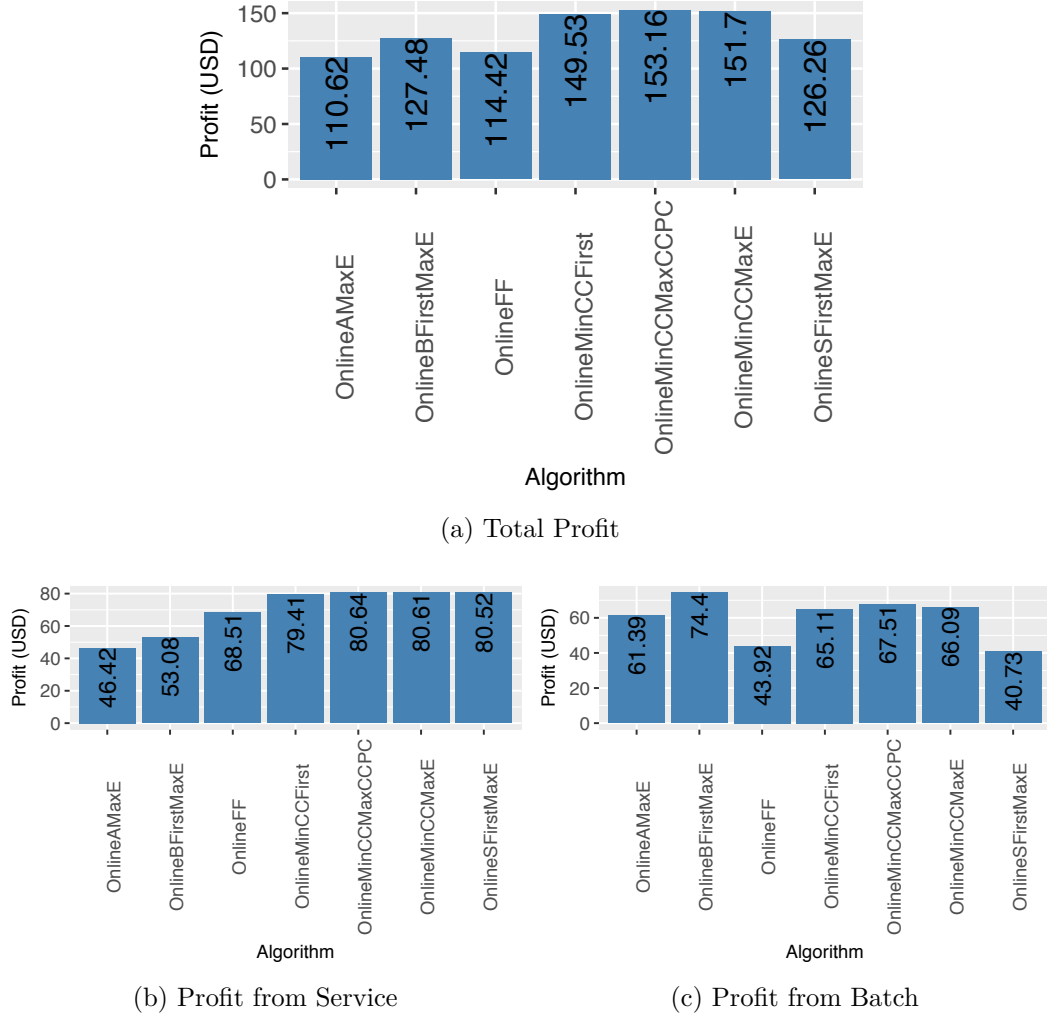 Profit (USD)
150
100
50
0
110.62
127.48
114.42
149.53
153.16
151.7
126.26
OnlineAMaxE
OnlineBFirstMaxE
OnlineFF
OnlineMinCCFirst
OnlineMinCCMaxCCPC
OnlineMinCCMaxE
OnlineSFirstMaxE
Algorithm
(a) Total Profit
Profit (USD)
80
60
40
20
0
46.42
53.08
68.51
79.41
80.64
80.61
80.52
OnlineAMaxE
OnlineBFirstMaxE
OnlineFF
OnlineMinCCFirst
OnlineMinCCMaxCCPC
OnlineMinCCMaxE
OnlineSFirstMaxE
Algorithm
(b) Profit from Service
Profit (USD)
60
40
20
0
61.39
74.4
43.92
65.11
67.51
66.09
40.73
OnlineAMaxE
OnlineBFirstMaxE
OnlineFF
OnlineMinCCFirst
OnlineMinCCMaxCCPC
OnlineMinCCMaxE
OnlineSFirstMaxE
Algorithm
(c) Profit from Batch